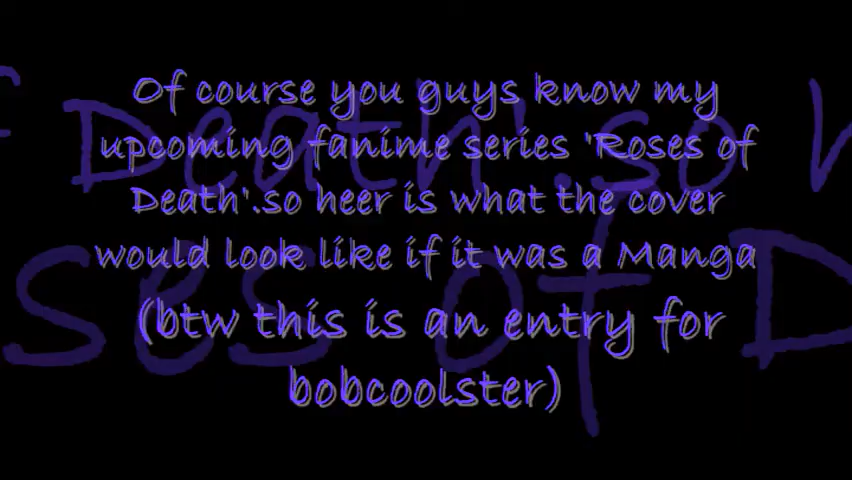 Of course you guys know my
upcoming fanime series 'Roses of
Death'.so heer is what the cover
would look like if it was a Manga
(btw this is an entry for
bobcoolster)